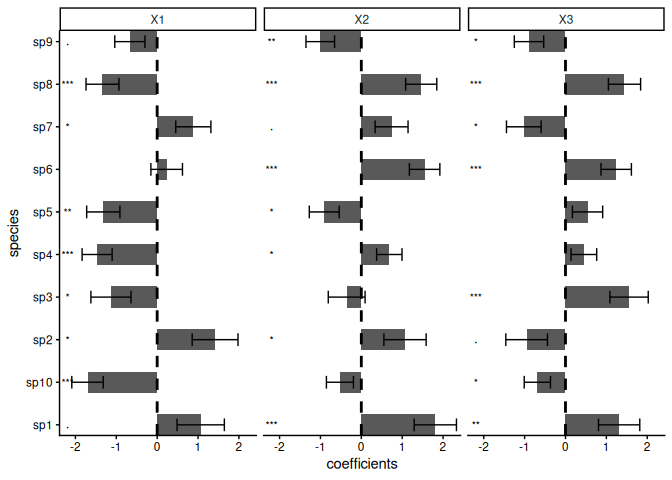 X1 X2 X3
sp9 . ** *
sp8 *** *** ***
sp7 * . *
sp6 *** ***
sp5 ** *
sp4 *** *
sp3 * ***
sp2 * * .
sp10 *** *
sp1 . *** **
species
-2 -1 0 1 2 -2 -1 0 1 2 -2 -1 0 1 2
coefficients